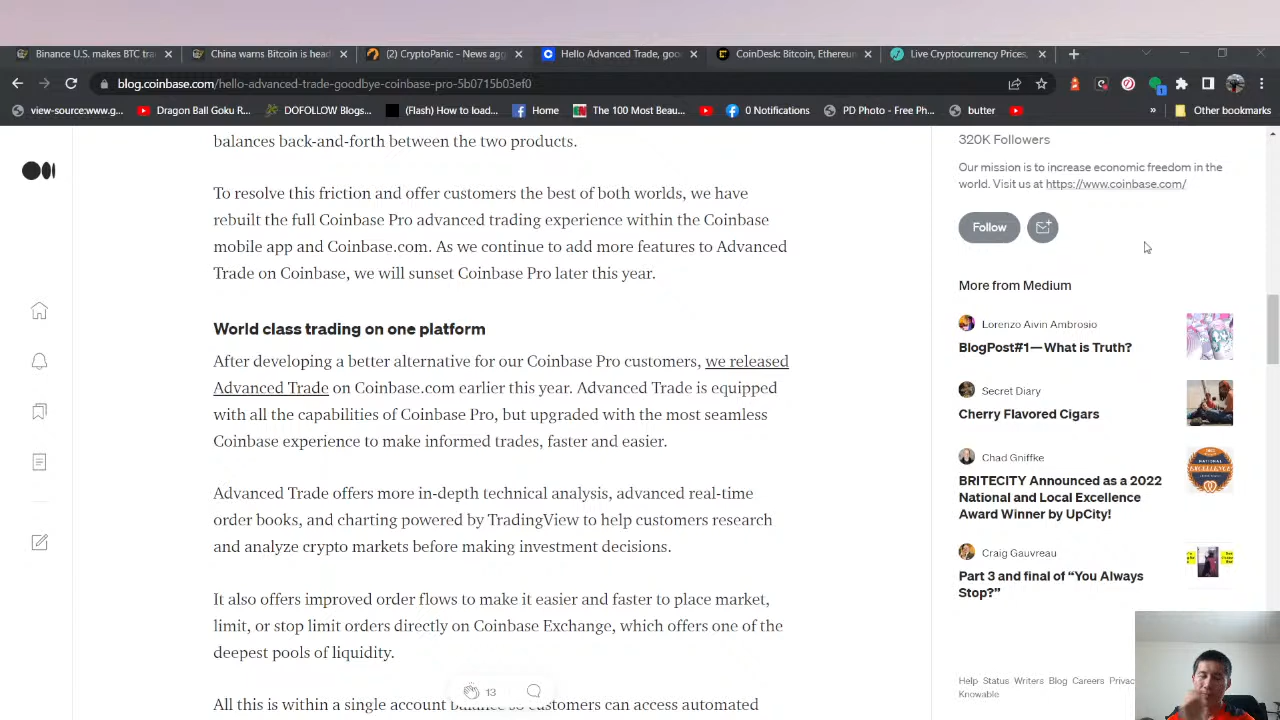 Binance U.S. makes BTC tra
China warns Bitcoin is head
(2) CryptoPanic - News agg
Hello Advanced Trade, good
CoinDesk: Bitcoin, Ethereum
Live Cryptocurrency Prices,
blog.coinbase.com/hello-advanced-trade-goodbye-coinbase-pro-5b0715b03ef0
view-source:www.g...
Dragon Ball Goku R...
DOFOLLOW Blogs...
(Flash) How to load...
Home
The 100 Most Beau...
0 Notifications
PD Photo - Free Ph...
butter
»
Other bookmarks
balances back-and-forth between the two products.
To resolve this friction and offer customers the best of both worlds, we have
rebuilt the full Coinbase Pro advanced trading experience within the Coinbase
mobile app and Coinbase.com. As we continue to add more features to Advanced
Trade on Coinbase, we will sunset Coinbase Pro later this year.
World class trading on one platform
After developing a better alternative for our Coinbase Pro customers, we released
Advanced Trade on Coinbase.com earlier this year. Advanced Trade is equipped
with all the capabilities of Coinbase Pro, but upgraded with the most seamless
Coinbase experience to make informed trades, faster and easier.
Advanced Trade offers more in-depth technical analysis, advanced real-time
order books, and charting powered by TradingView to help customers research
and analyze crypto markets before making investment decisions.
It also offers improved order flows to make it easier and faster to place market,
limit, or stop limit orders directly on Coinbase Exchange, which offers one of the
deepest pools of liquidity.
All this is within a single account balance so customers can access automated
13
320K Followers
Our mission is to increase economic freedom in the
world. Visit us at https://www.coinbase.com/
Follow
More from Medium
Lorenzo Aivin Ambrosio
BlogPost#1—What is Truth?
Secret Diary
Cherry Flavored Cigars
Chad Gniffke
BRITECITY Announced as a 2022
National and Local Excellence
Award Winner by UpCity!
Craig Gauvreau
Part 3 and final of “You Always
Stop?”
Help Status Writers Blog Careers Privac
Knowable